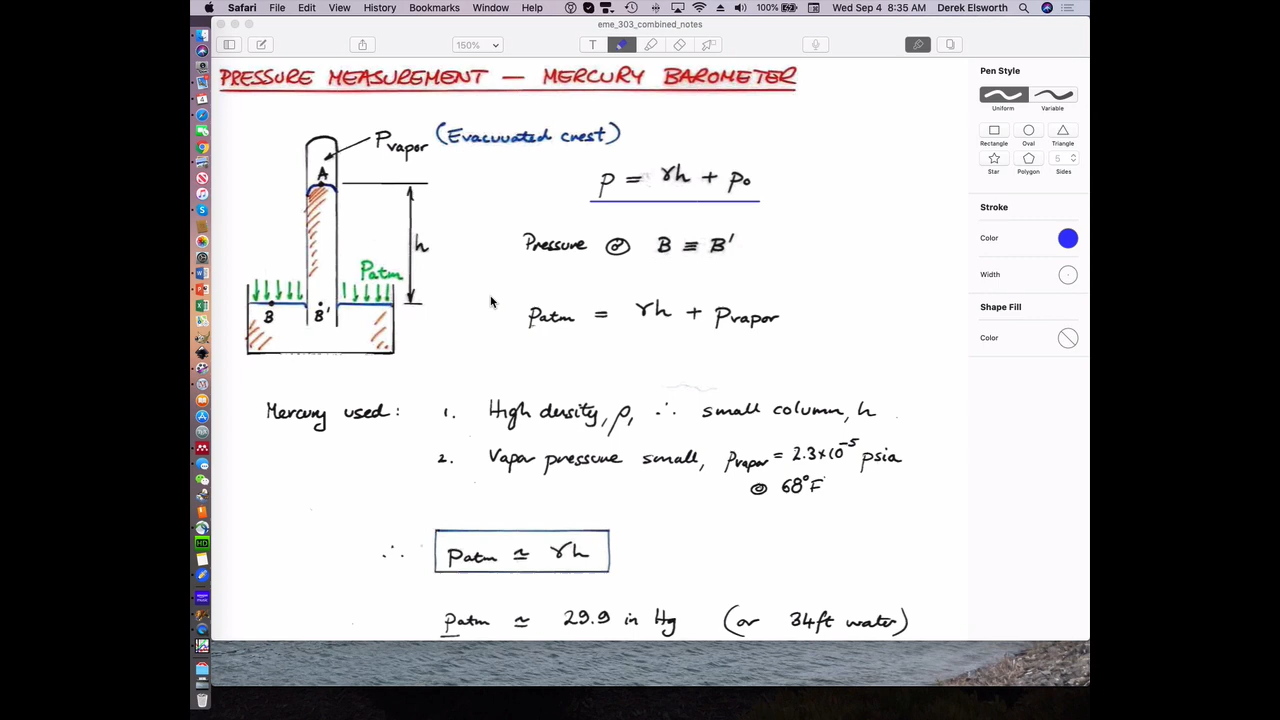 Safari File Edit View History Bookmarks Window Help 100% Wed Sep 4 8:35 AM Derek Elsworth
eme_303_combined_notes
150%
T
PRESSURE MEASUREMENT — MERCURY BAROMETER
Pvapor (Evacuuated crest)
A
p = γh + p₀
h
Pressure @ B ≡ B'
Patm
B B'
patm = γh + pvapor
Mercury used: 1. High density, ρ, ∴ small column, h
2. Vapor pressure small, pvapor = 2.3×10⁻⁵ psia
@ 68°F
∴ patm ≃ γh
patm ≃ 29.9 in Hg (or 34ft water)
Pen Style
Uniform Variable
Rectangle Oval Triangle
5
Star Polygon Sides
Stroke
Color
Width
Shape Fill
Color